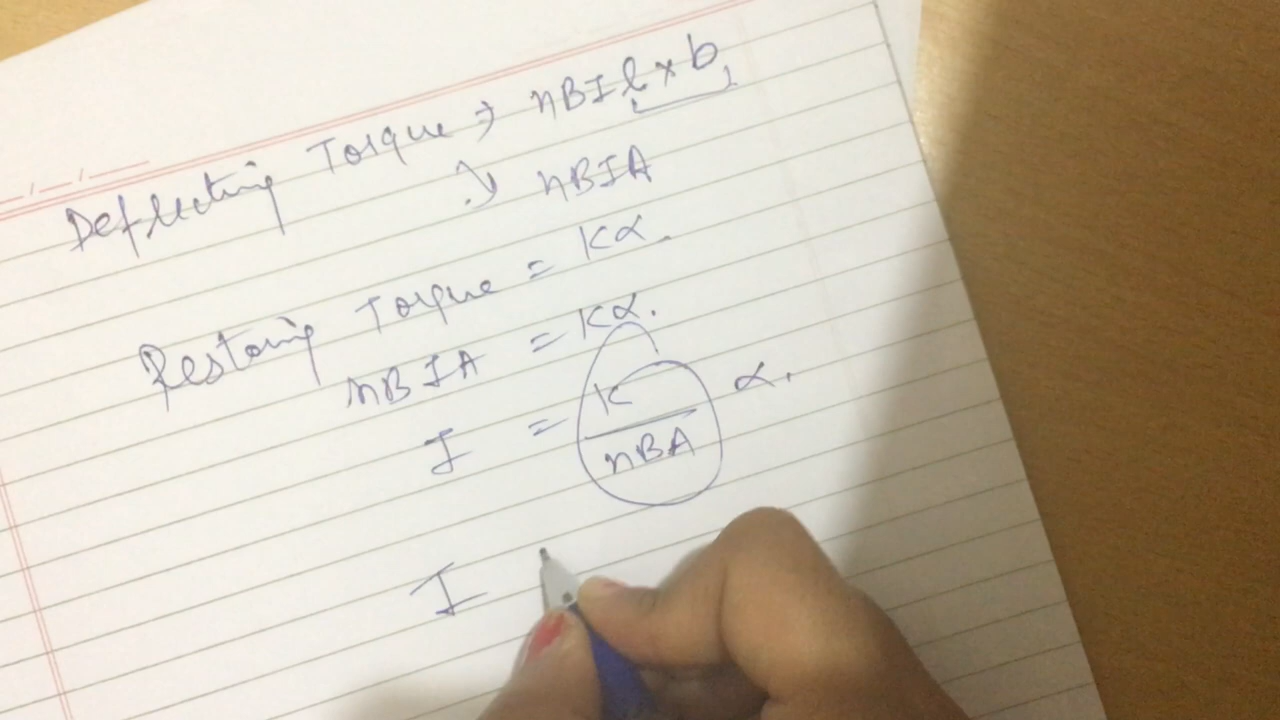 Deflecting Torque ⇒ nBIl×b
⇒ nBIA
Restoring Torque = Kα.
nBIA = Kα.
I = K/nBA α.
I